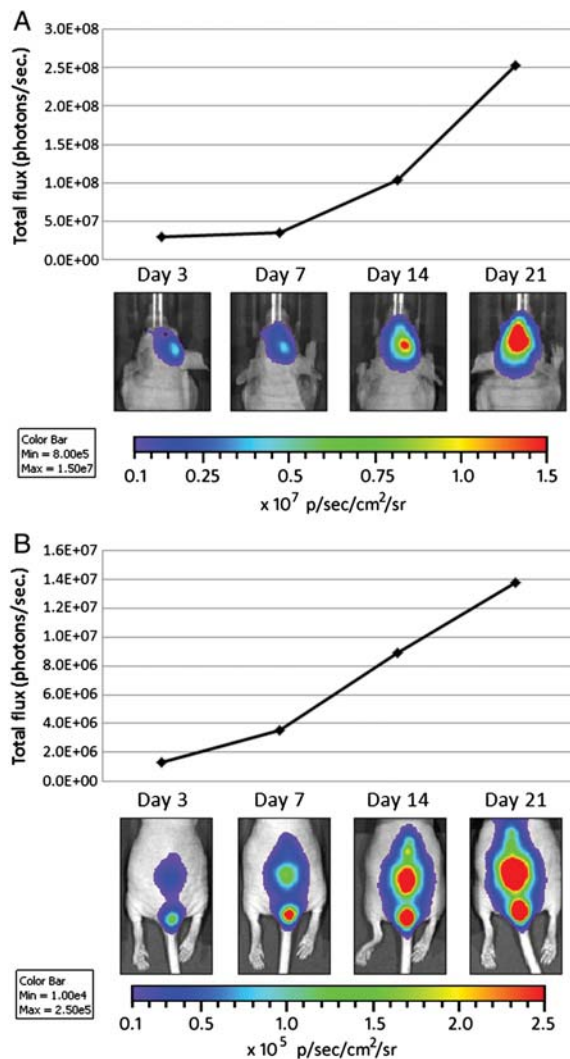 A
3.0E+08
2.5E+08
2.0E+08
1.5E+08
1.0E+08
5.0E+07
0.0E+00
Total flux (photons/sec.)
Day 3 Day 7 Day 14 Day 21
Color Bar
Min = 8.00e5
Max = 1.50e7
0.1 0.25 0.5 0.75 1.0 1.5
x 10⁷ p/sec/cm²/sr
B
1.6E+07
1.4E+07
1.2E+07
1.0E+07
8.0E+06
6.0E+06
4.0E+06
2.0E+06
0.0E+00
Total flux (photons/sec.)
Day 3 Day 7 Day 14 Day 21
Color Bar
Min = 1.00e4
Max = 2.50e5
0.1 0.5 1.0 1.5 2.0 2.5
x 10⁵ p/sec/cm²/sr